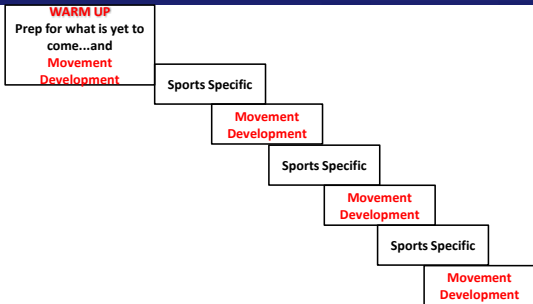 WARM UP
Prep for what is yet to
come...and
Movement
Development
Sports Specific
Movement
Development
Sports Specific
Movement
Development
Sports Specific
Movement
Development